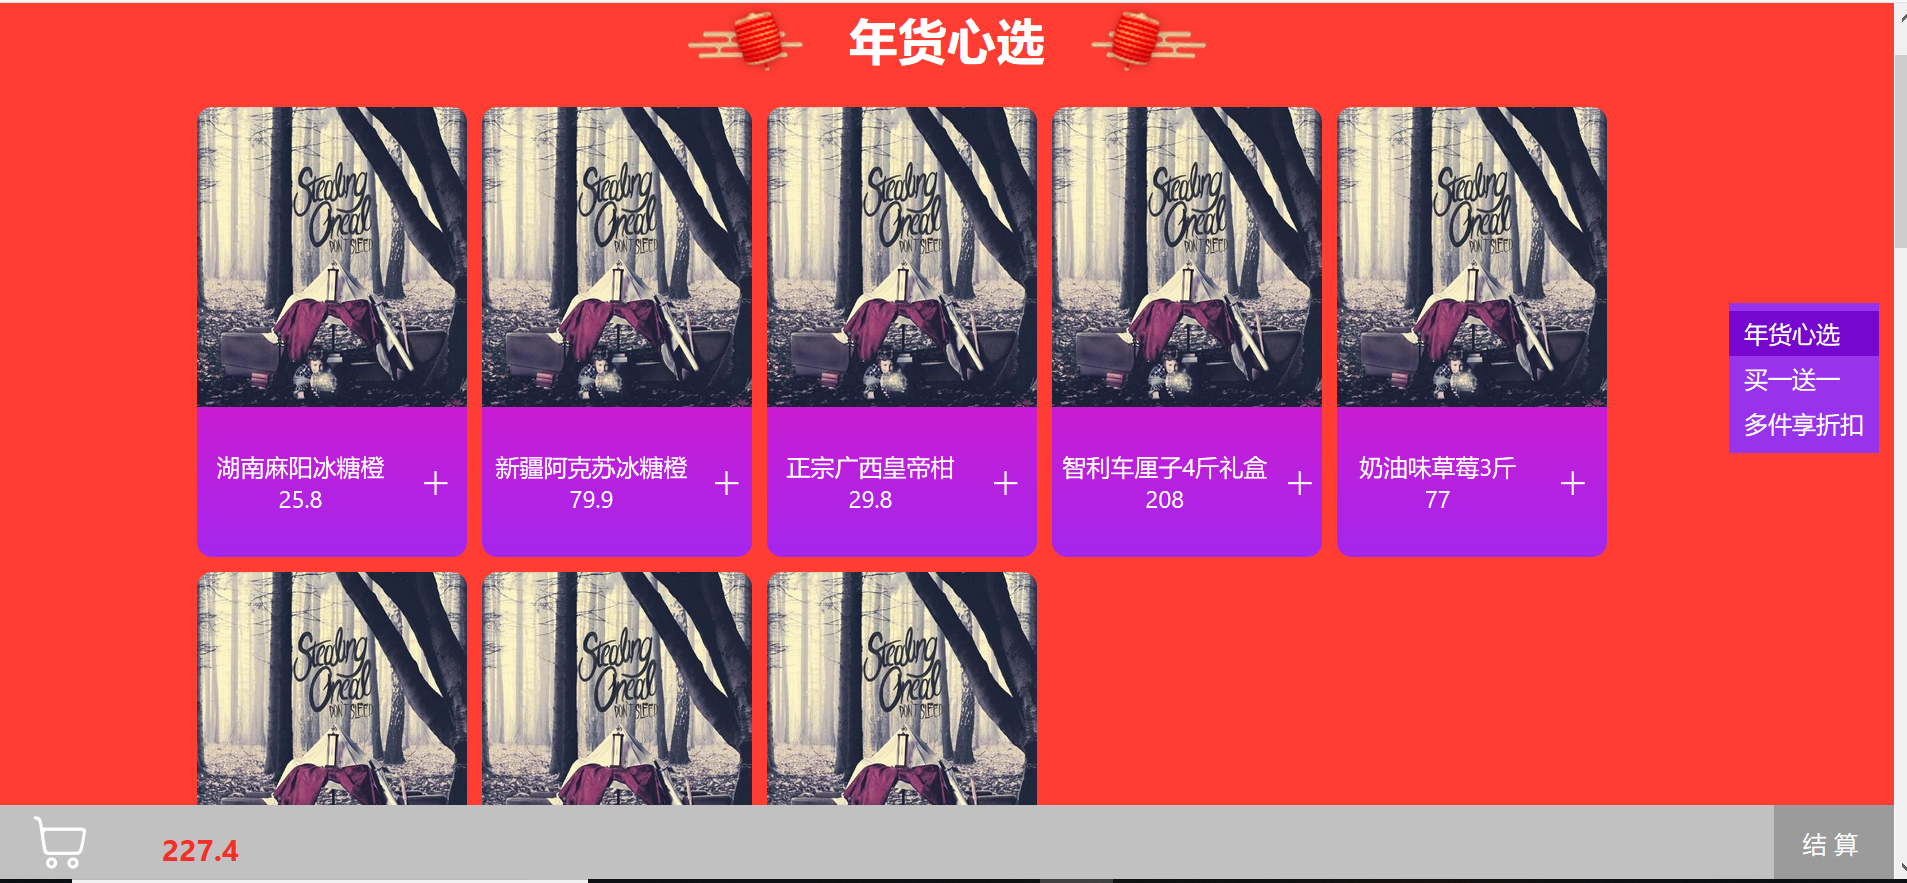 年货心选
Stealing Oneal
DON'T SLEEP
Stealing Oneal
DON'T SLEEP
Stealing Oneal
DON'T SLEEP
Stealing Oneal
DON'T SLEEP
Stealing Oneal
DON'T SLEEP
湖南麻阳冰糖橙
25.8
+
新疆阿克苏冰糖橙
79.9
+
正宗广西皇帝柑
29.8
+
智利车厘子4斤礼盒
208
+
奶油味草莓3斤
77
+
年货心选
买一送一
多件享折扣
Stealing Oneal
DON'T SLEEP
Stealing Oneal
DON'T SLEEP
Stealing Oneal
DON'T SLEEP
227.4
结 算